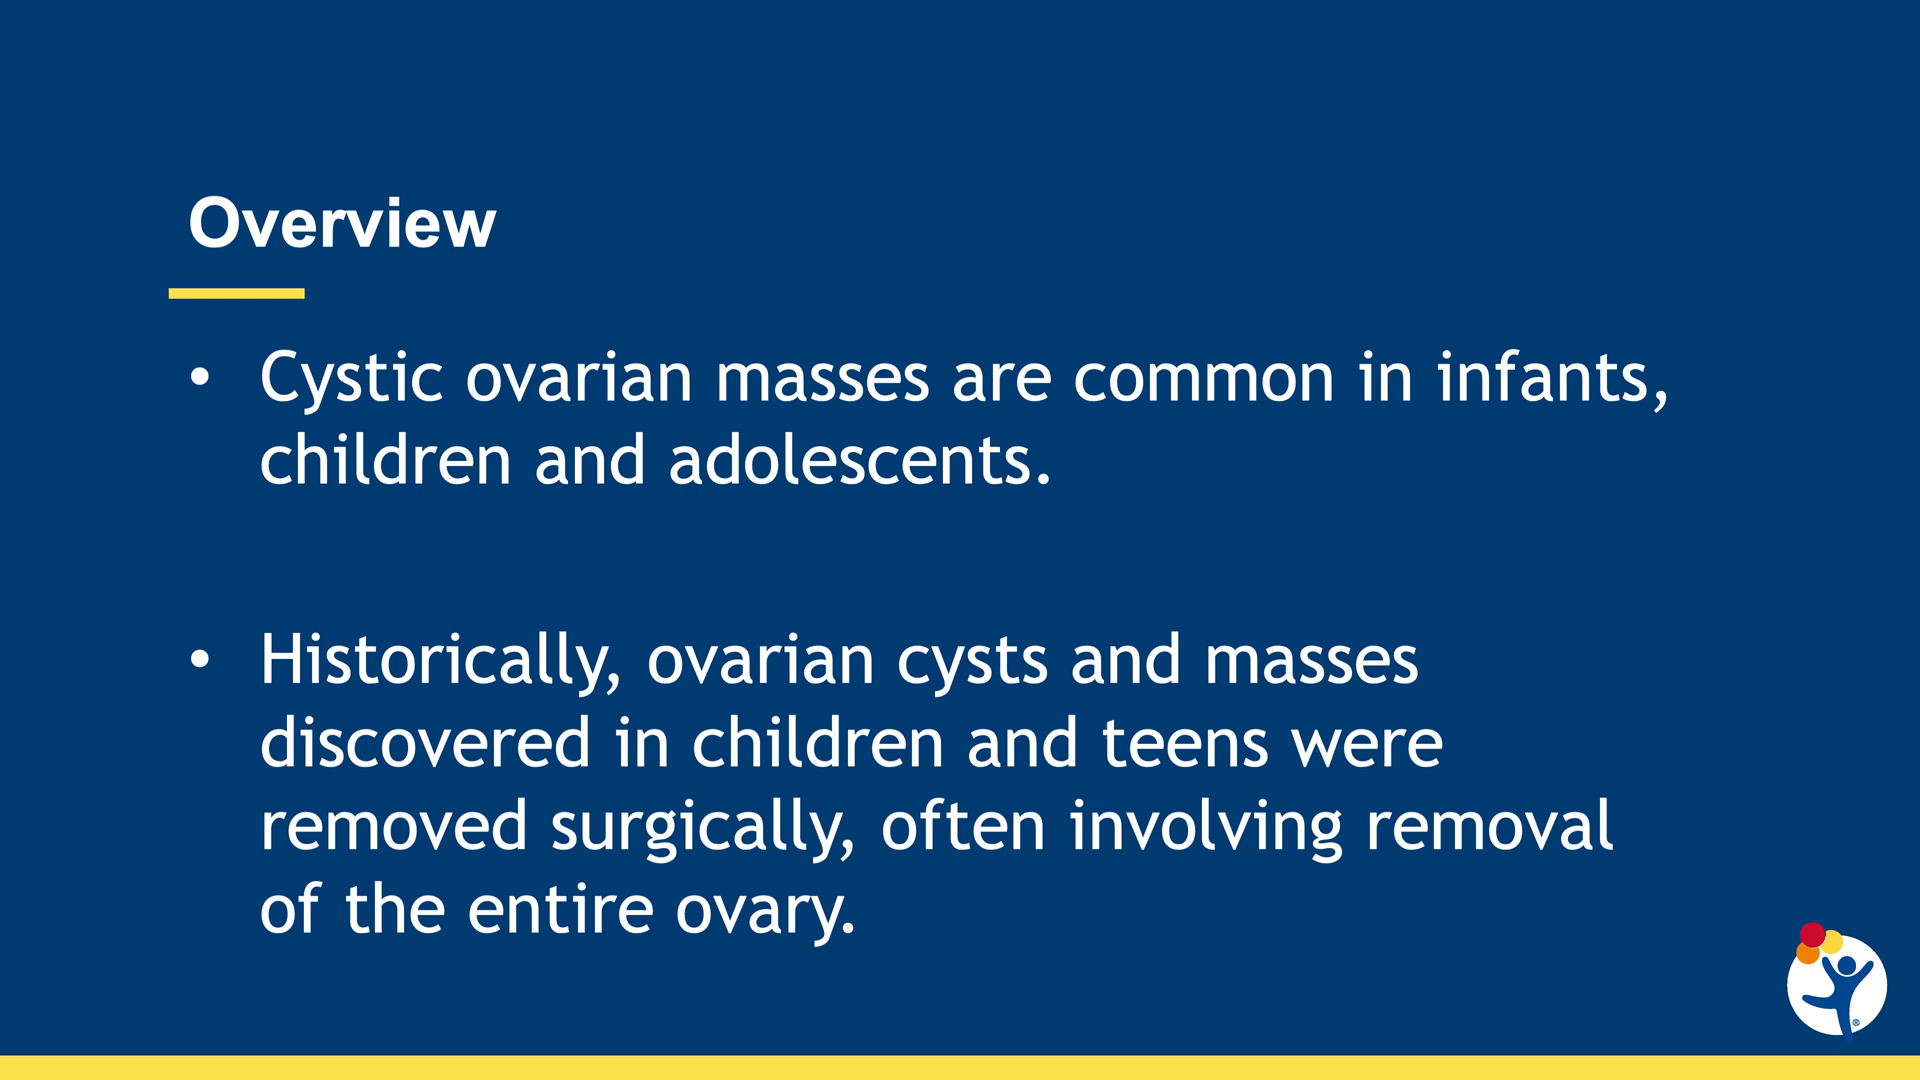 Overview
• Cystic ovarian masses are common in infants,
children and adolescents.
• Historically, ovarian cysts and masses
discovered in children and teens were
removed surgically, often involving removal
of the entire ovary.
®